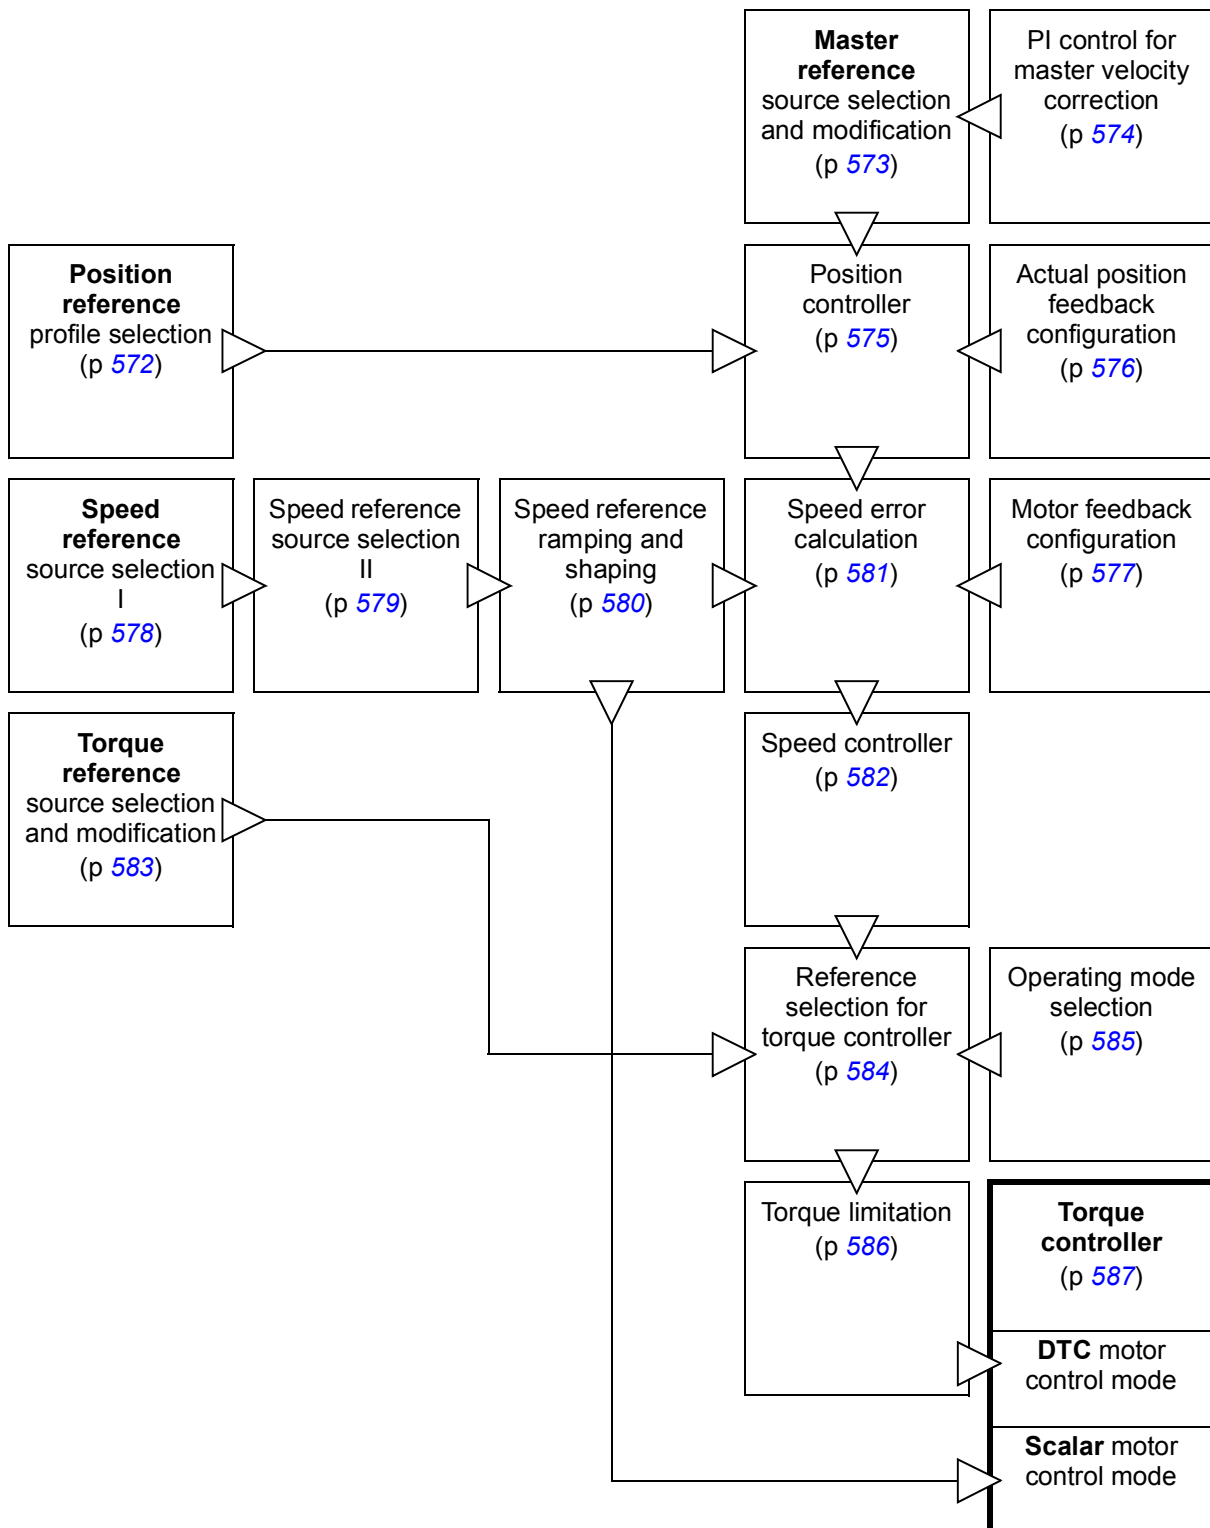 Master
reference
source selection
and modification
(p 573)
PI control for
master velocity
correction
(p 574)
Position
reference
profile selection
(p 572)
Position
controller
(p 575)
Actual position
feedback
configuration
(p 576)
Speed
reference
source selection
I
(p 578)
Speed reference
source selection
II
(p 579)
Speed reference
ramping and
shaping
(p 580)
Speed error
calculation
(p 581)
Motor feedback
configuration
(p 577)
Torque
reference
source selection
and modification
(p 583)
Speed controller
(p 582)
Reference
selection for
torque controller
(p 584)
Operating mode
selection
(p 585)
Torque limitation
(p 586)
Torque
controller
(p 587)
DTC motor
control mode
Scalar motor
control mode